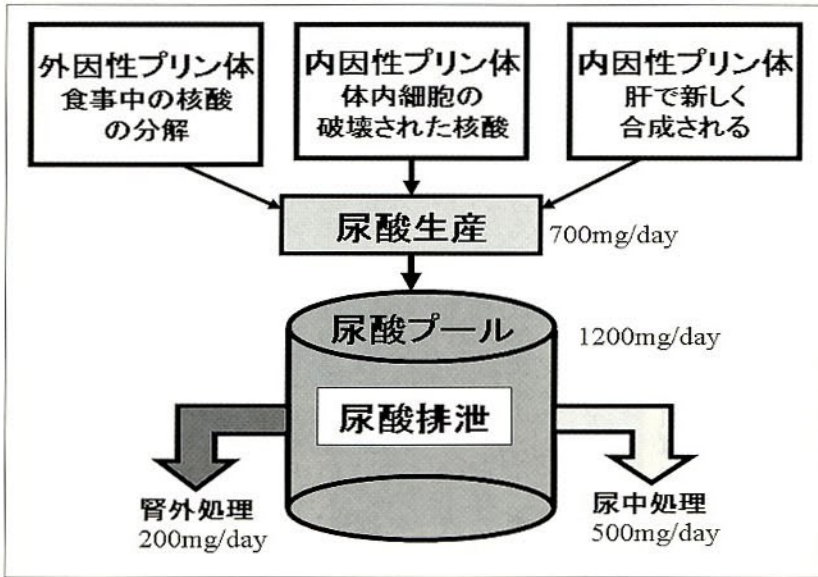 外因性プリン体
食事中の核酸
の分解
内因性プリン体
体内細胞の
破壊された核酸
内因性プリン体
肝で新しく
合成される
尿酸生産
700mg/day
尿酸プール
1200mg/day
尿酸排泄
腎外処理
200mg/day
尿中処理
500mg/day